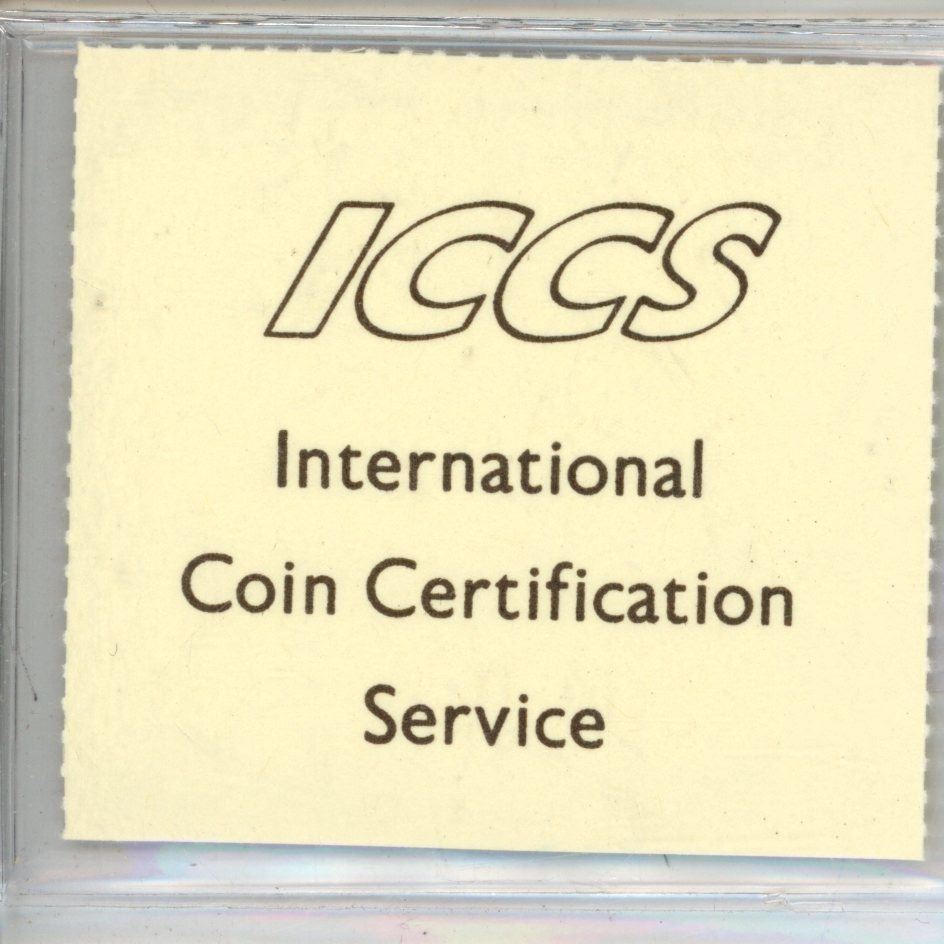 ICCS
International
Coin Certification
Service